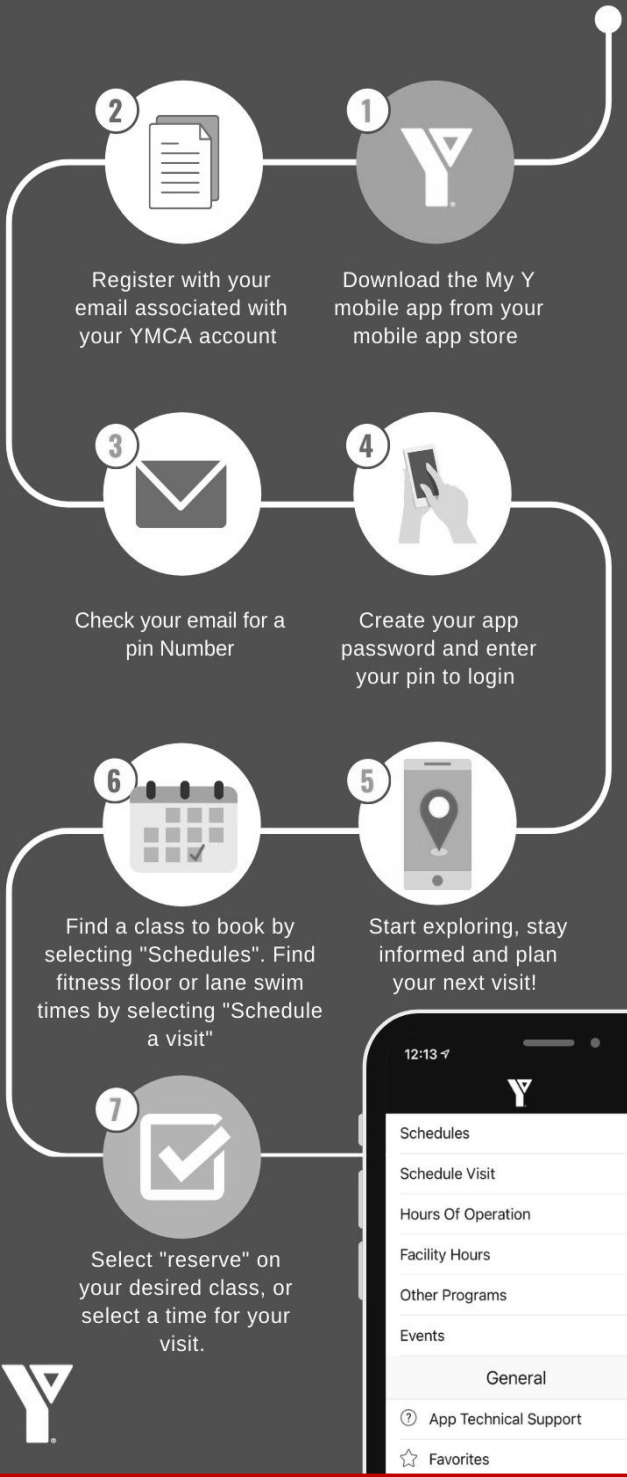 1
Download the My Y
mobile app from your
mobile app store
2
Register with your
email associated with
your YMCA account
3
Check your email for a
pin Number
4
Create your app
password and enter
your pin to login
5
Start exploring, stay
informed and plan
your next visit!
6
Find a class to book by
selecting "Schedules". Find
fitness floor or lane swim
times by selecting "Schedule
a visit"
7
Select "reserve" on
your desired class, or
select a time for your
visit.
12:13
Y
Schedules
Schedule Visit
Hours Of Operation
Facility Hours
Other Programs
Events
General
App Technical Support
Favorites
Y